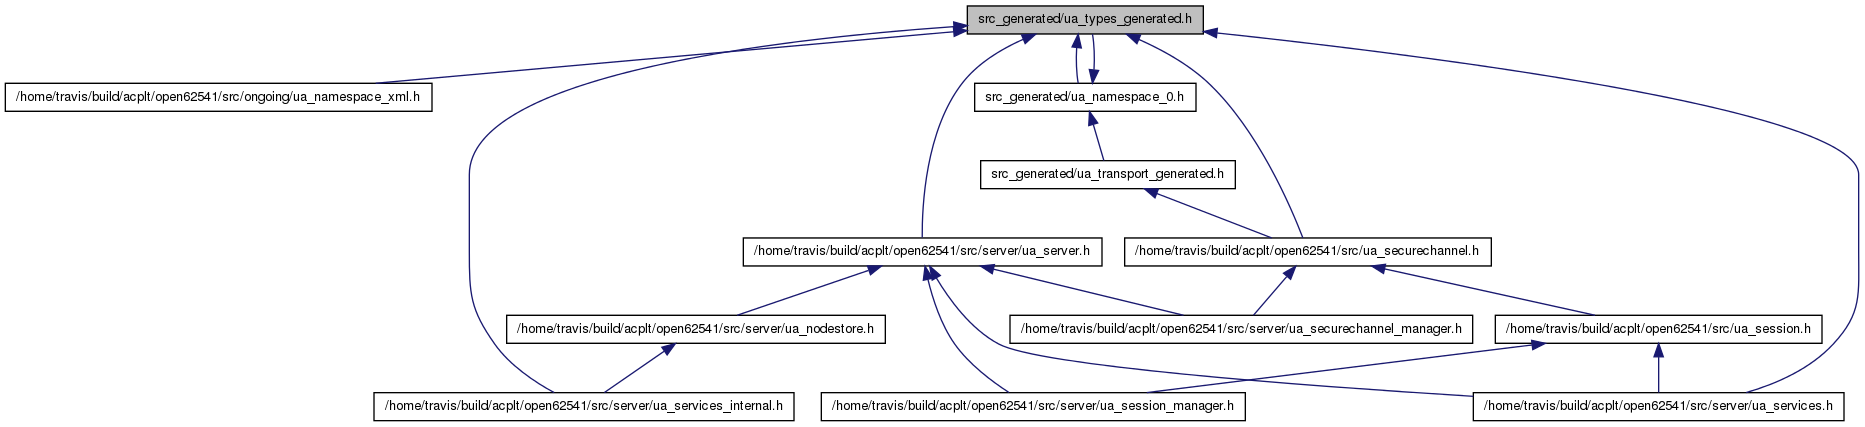 src_generated/ua_types_generated.h
/home/travis/build/acplt/open62541/src/ongoing/ua_namespace_xml.h
src_generated/ua_namespace_0.h
src_generated/ua_transport_generated.h
/home/travis/build/acplt/open62541/src/server/ua_server.h
/home/travis/build/acplt/open62541/src/ua_securechannel.h
/home/travis/build/acplt/open62541/src/server/ua_nodestore.h
/home/travis/build/acplt/open62541/src/server/ua_securechannel_manager.h
/home/travis/build/acplt/open62541/src/ua_session.h
/home/travis/build/acplt/open62541/src/server/ua_services_internal.h
/home/travis/build/acplt/open62541/src/server/ua_session_manager.h
/home/travis/build/acplt/open62541/src/server/ua_services.h